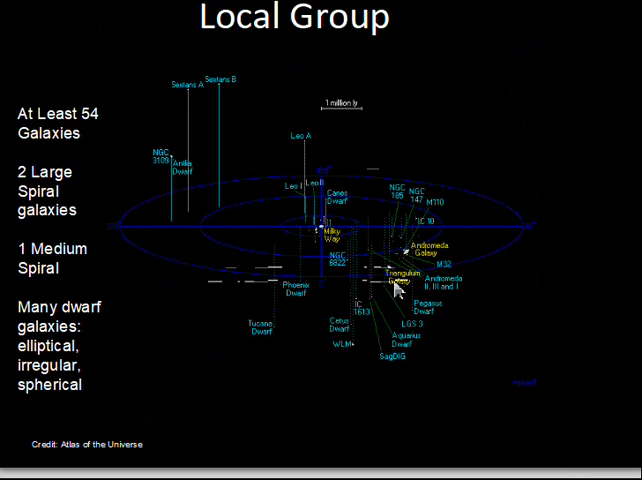 Local Group
At Least 54
Galaxies
2 Large
Spiral
galaxies
1 Medium
Spiral
Many dwarf
galaxies:
elliptical,
irregular,
spherical
Sextans A
Sextans B
1 million ly
Leo A
NGC
3109
Antlia
Dwarf
Leo I
Leo II
Canes
Dwarf
NGC
185
NGC
147
M110
IC 10
Milky
Way
Andromeda
Galaxy
NGC
6822
M32
Triangulum
Galaxy
Andromeda
II, III and I
Phoenix
Dwarf
IC
1613
Pegasus
Dwarf
Tucana
Dwarf
Cetus
Dwarf
LGS 3
WLM
Aquarius
Dwarf
SagDIG
Credit: Atlas of the Universe